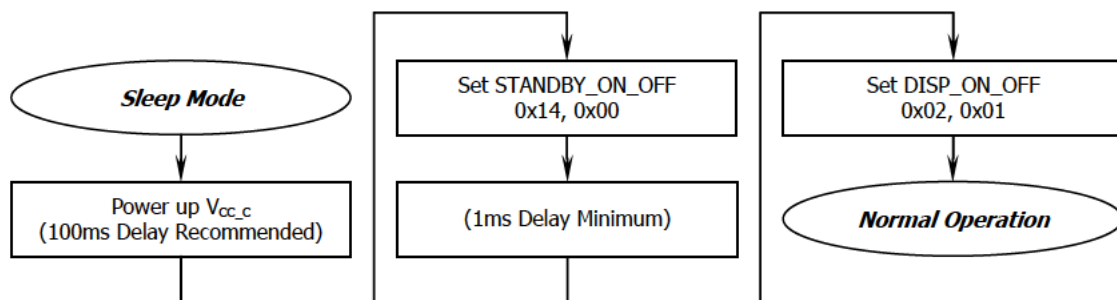 Sleep Mode
Power up VCC_C
(100ms Delay Recommended)
Set STANDBY_ON_OFF
0x14, 0x00
(1ms Delay Minimum)
Set DISP_ON_OFF
0x02, 0x01
Normal Operation